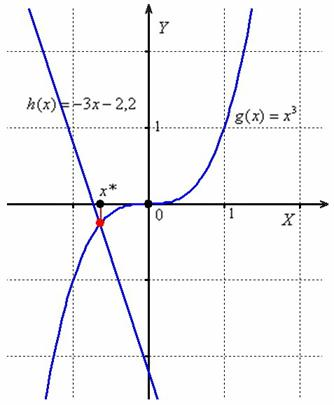 Y
h(x) = −3x − 2,2
g(x) = x³
1
x*
0
1
X